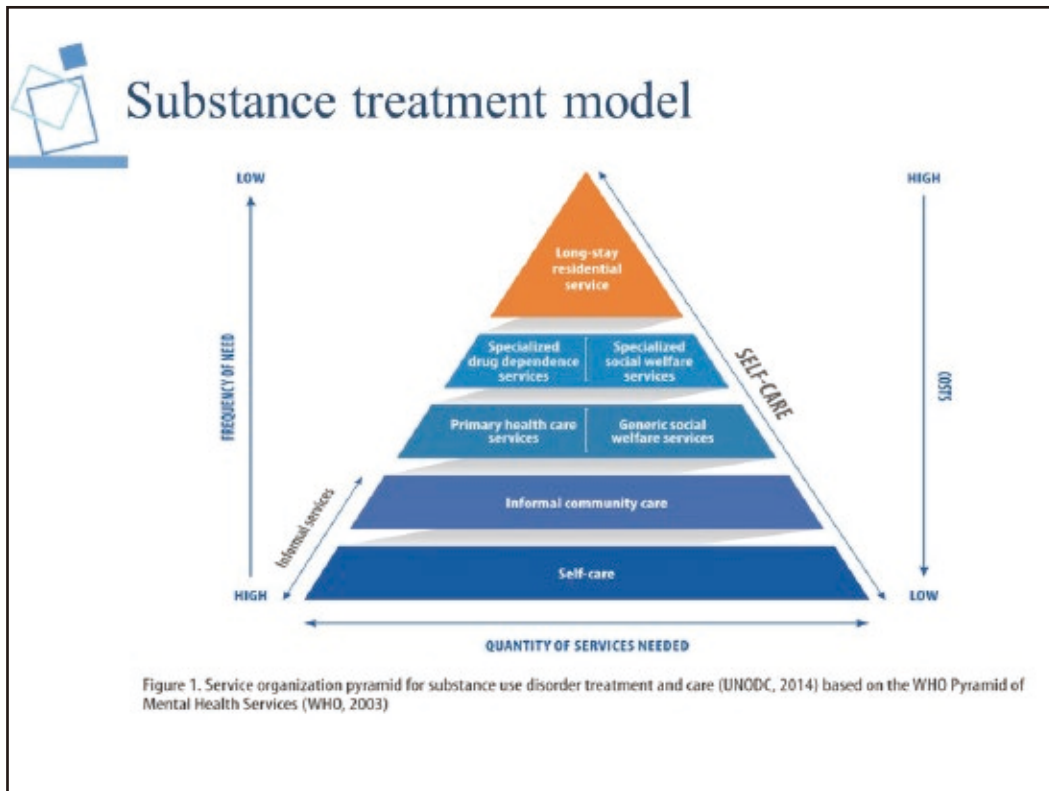 Substance treatment model
LOW
HIGH
Long-stay
residential
service
Specialized
drug dependence
services
Specialized
social welfare
services
SELF-CARE
FREQUENCY OF NEED
COSTS
Primary health care
services
Generic social
welfare services
Informal services
Informal community care
Self-care
HIGH
LOW
QUANTITY OF SERVICES NEEDED
Figure 1. Service organization pyramid for substance use disorder treatment and care (UNODC, 2014) based on the WHO Pyramid of
Mental Health Services (WHO, 2003)